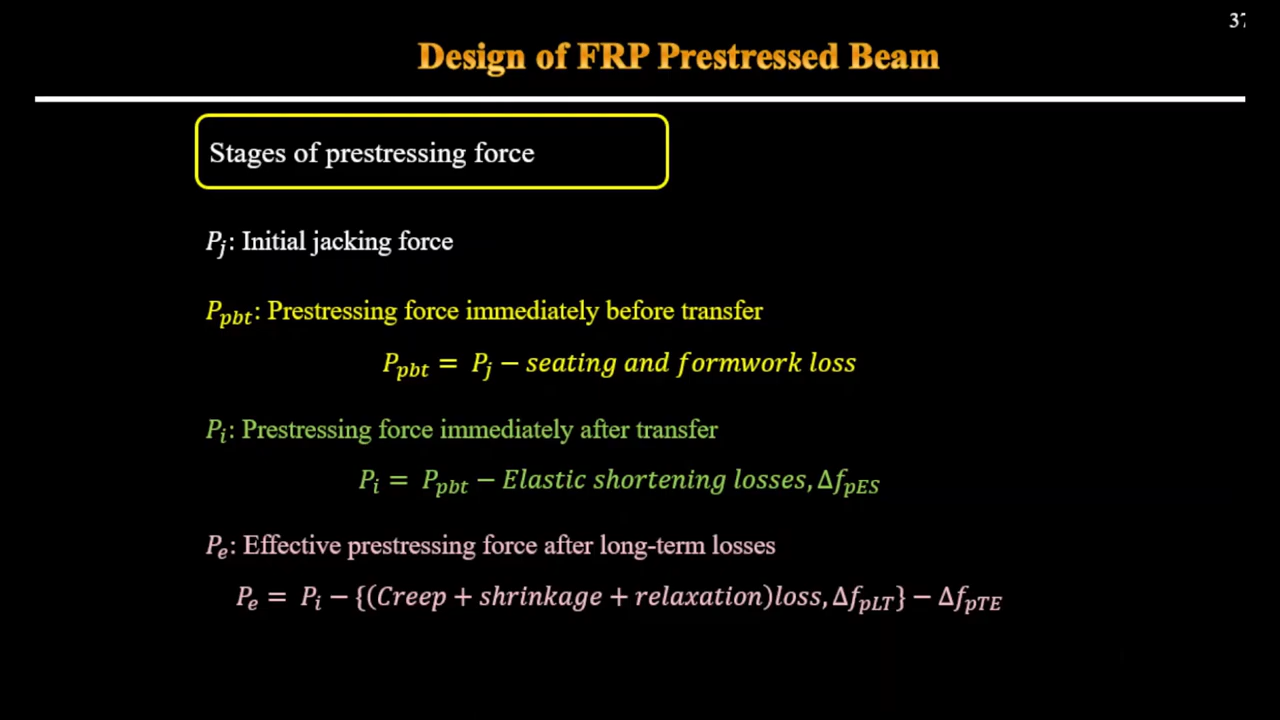 37
Design of FRP Prestressed Beam
Stages of prestressing force
P_j: Initial jacking force
P_pbt: Prestressing force immediately before transfer
P_pbt = P_j − seating and formwork loss
P_i: Prestressing force immediately after transfer
P_i = P_pbt − Elastic shortening losses, Δf_pES
P_e: Effective prestressing force after long-term losses
P_e = P_i − {(Creep + shrinkage + relaxation)loss, Δf_pLT} − Δf_pTE